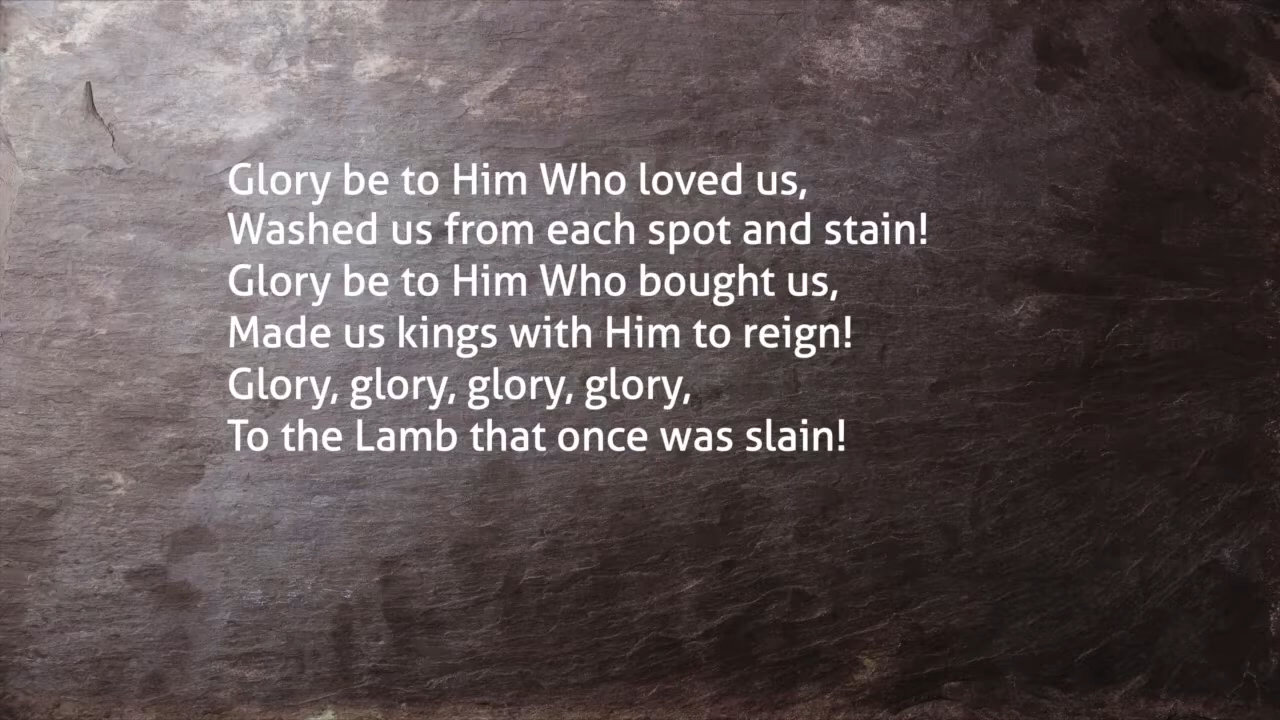 Glory be to Him Who loved us,
Washed us from each spot and stain!
Glory be to Him Who bought us,
Made us kings with Him to reign!
Glory, glory, glory, glory,
To the Lamb that once was slain!